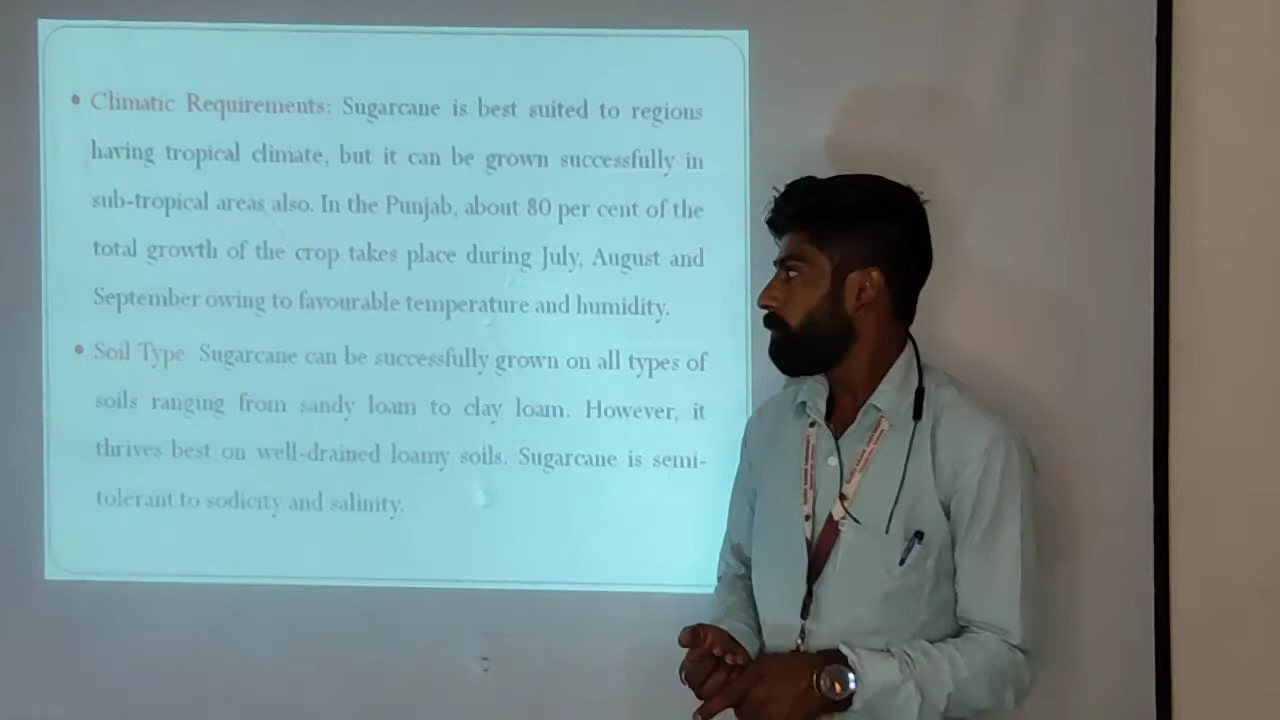 • Climatic Requirements: Sugarcane is best suited to regions
having tropical climate, but it can be grown successfully in
sub-tropical areas also. In the Punjab, about 80 per cent of the
total growth of the crop takes place during July, August and
September owing to favourable temperature and humidity.
• Soil Type Sugarcane can be successfully grown on all types of
soils ranging from sandy loam to clay loam. However, it
thrives best on well-drained loamy soils. Sugarcane is semi-
tolerant to sodicity and salinity.